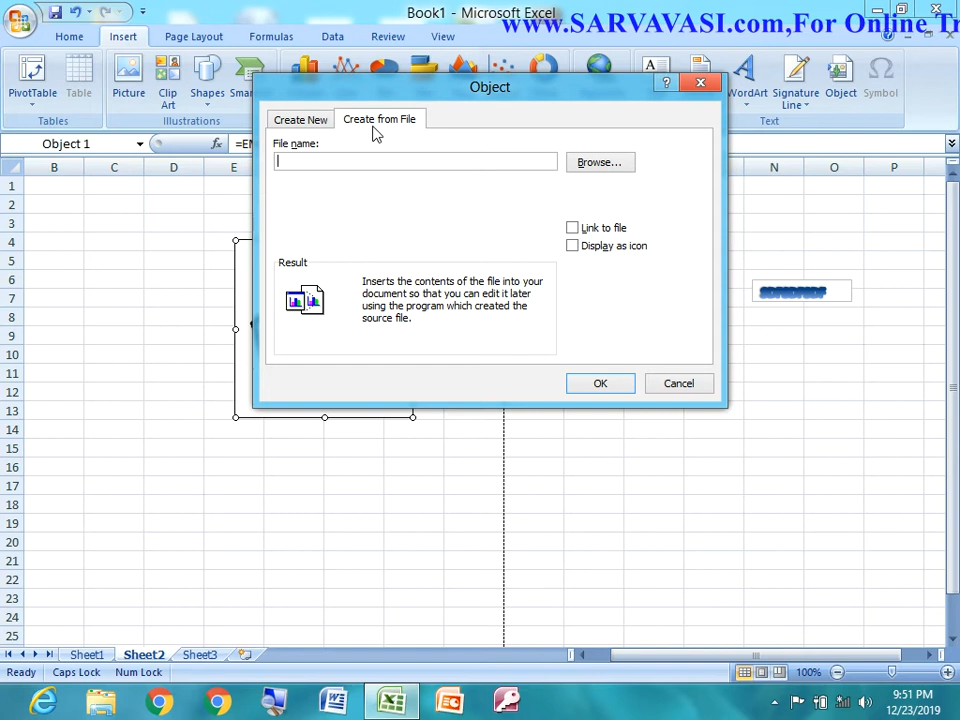 Book1 - Microsoft Excel
www.SARVAVASI.com,For Online Tr
Home Insert Page Layout Formulas Data Review View
PivotTable Table Picture Clip Art Shapes WordArt Signature Line Object Symbol
Tables Illustrations Text
Object
Create New Create from File
Object 1
File name:
Browse...
Link to file
Display as icon
Result
Inserts the contents of the file into your
document so that you can edit it later
using the program which created the
source file.
OK Cancel
B C D E N O P
1
2
3
4
5
6
7
8
9
10
11
12
13
14
15
16
17
18
19
20
21
22
23
24
25
Sheet1 Sheet2 Sheet3
Ready Caps Lock Num Lock 100%
9:51 PM
12/23/2019